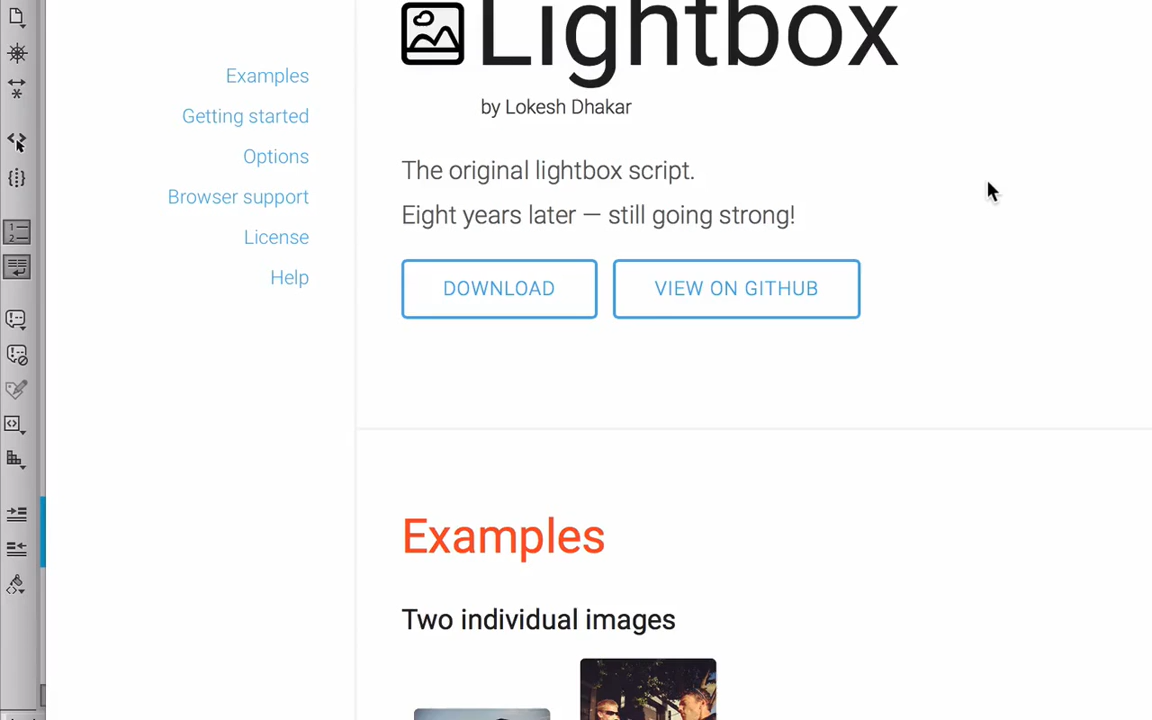 Lightbox
by Lokesh Dhakar
Examples
Getting started
Options
Browser support
License
Help
The original lightbox script.
Eight years later — still going strong!
DOWNLOAD
VIEW ON GITHUB
Examples
Two individual images